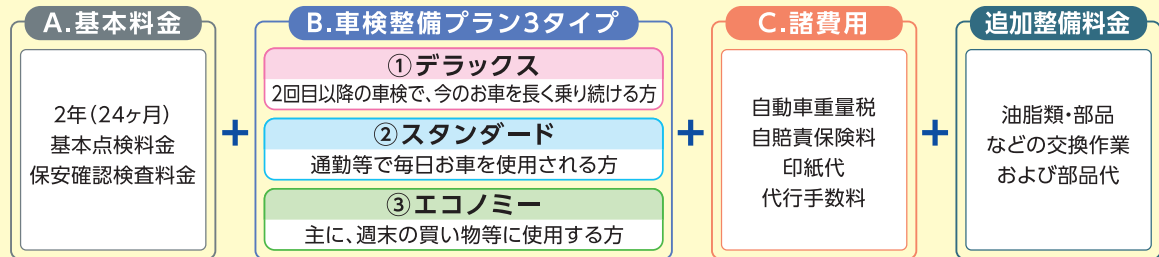 A.基本料金
2年（24ヶ月）
基本点検料金
保安確認検査料金
+
B.車検整備プラン3タイプ
①デラックス
2回目以降の車検で、今のお車を長く乗り続ける方
②スタンダード
通勤等で毎日お車を使用される方
③エコノミー
主に、週末の買い物等に使用する方
+
C.諸費用
自動車重量税
自賠責保険料
印紙代
代行手数料
+
追加整備料金
油脂類・部品
などの交換作業
および部品代